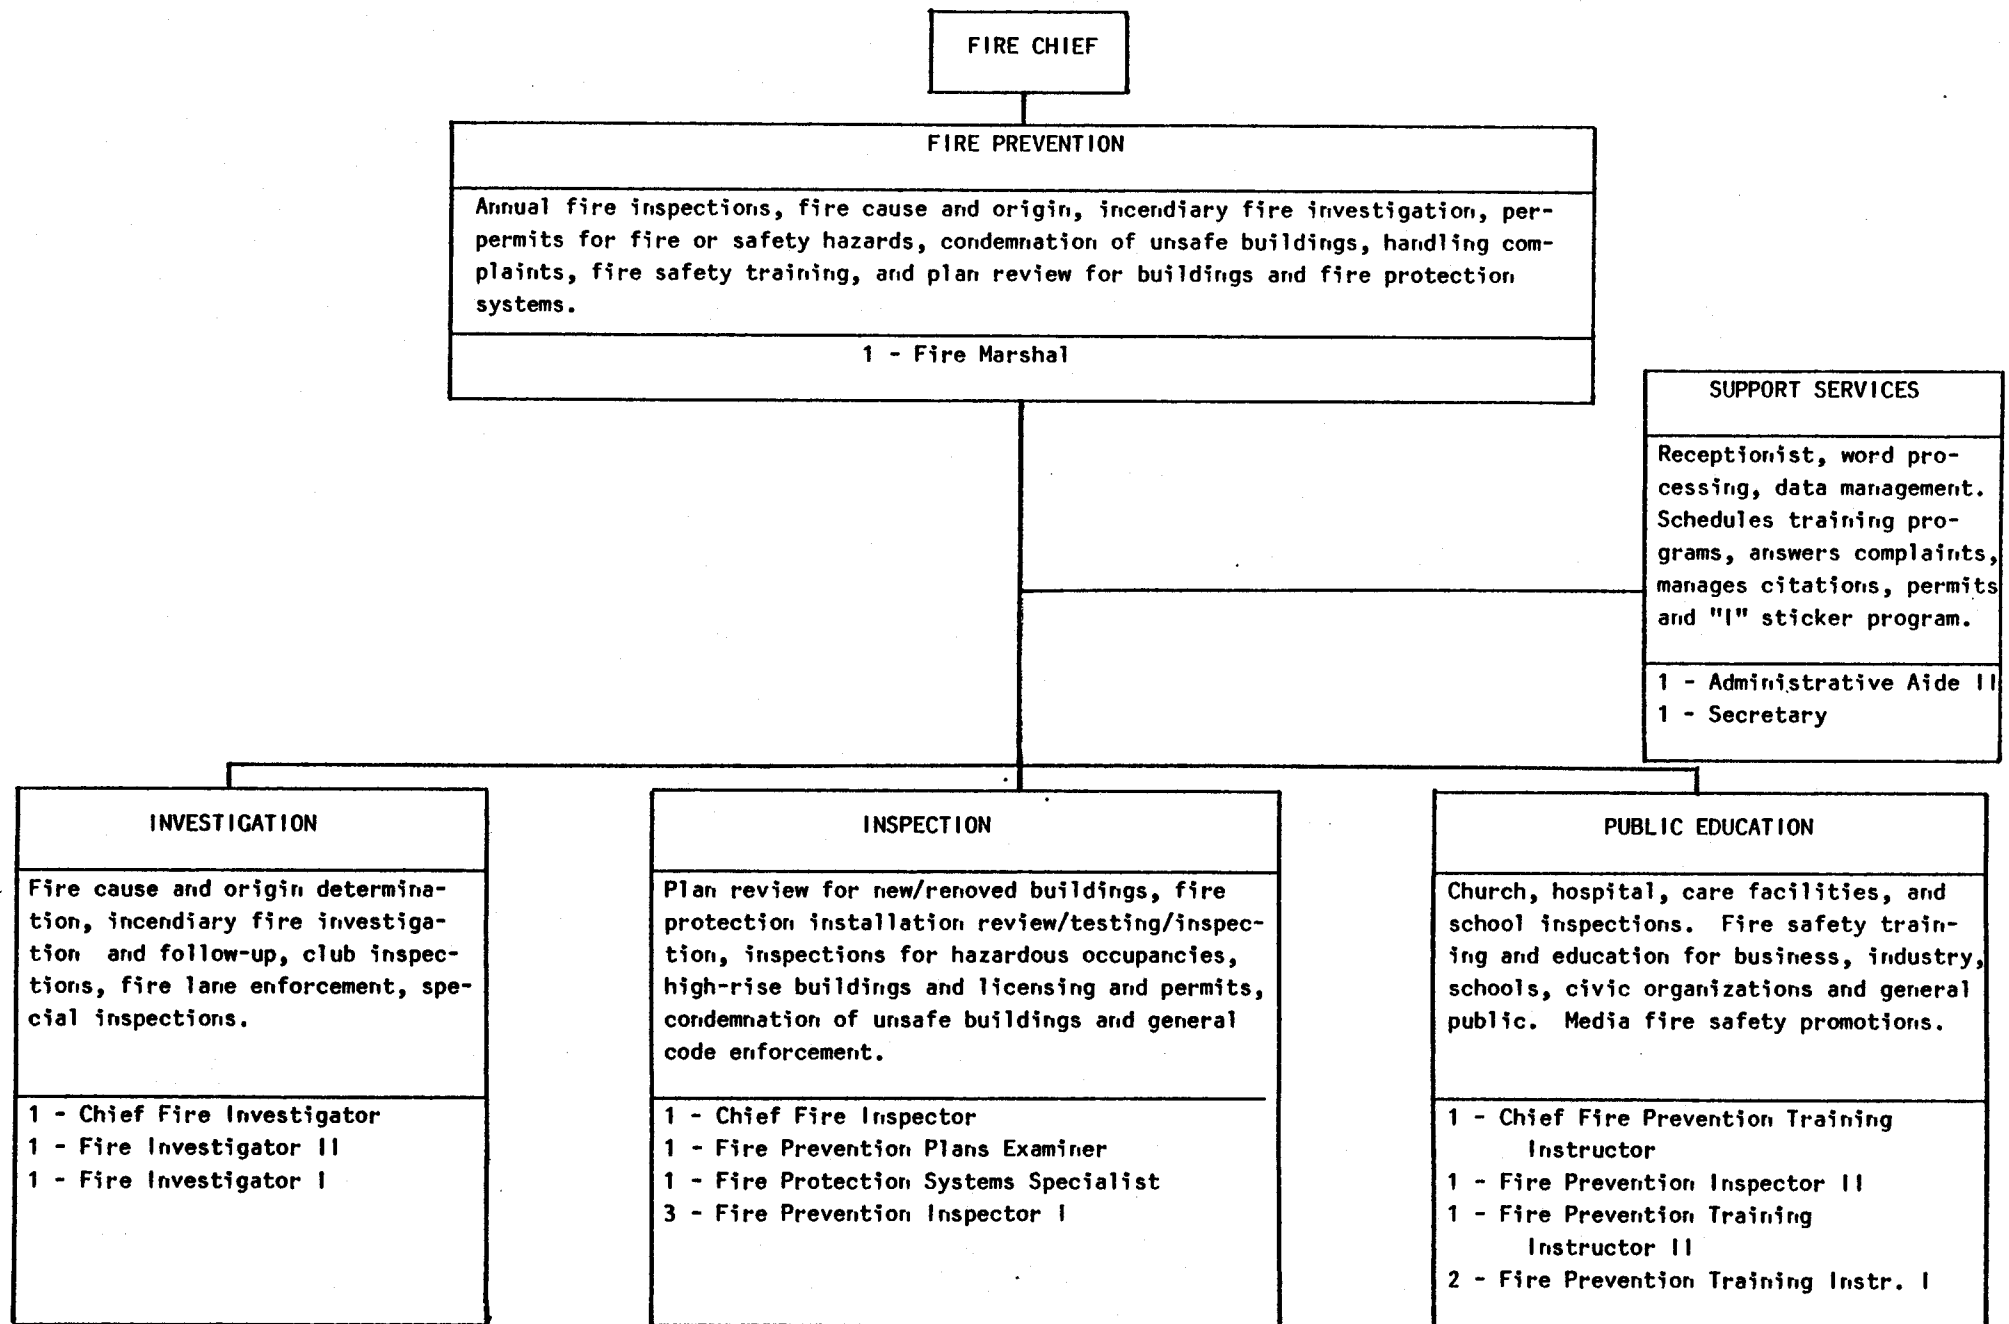 FIRE CHIEF
FIRE PREVENTION
Annual fire inspections, fire cause and origin, incendiary fire investigation, per-
permits for fire or safety hazards, condemnation of unsafe buildings, handling com-
plaints, fire safety training, and plan review for buildings and fire protection
systems.
1 - Fire Marshal
SUPPORT SERVICES
Receptionist, word pro-
cessing, data management.
Schedules training pro-
grams, answers complaints,
manages citations, permits
and "I" sticker program.
1 - Administrative Aide II
1 - Secretary
INVESTIGATION
Fire cause and origin determina-
tion, incendiary fire investiga-
tion and follow-up, club inspec-
tions, fire lane enforcement, spe-
cial inspections.
1 - Chief Fire Investigator
1 - Fire Investigator II
1 - Fire Investigator I
INSPECTION
Plan review for new/renoved buildings, fire
protection installation review/testing/inspec-
tion, inspections for hazardous occupancies,
high-rise buildings and licensing and permits,
condemnation of unsafe buildings and general
code enforcement.
1 - Chief Fire Inspector
1 - Fire Prevention Plans Examiner
1 - Fire Protection Systems Specialist
3 - Fire Prevention Inspector I
PUBLIC EDUCATION
Church, hospital, care facilities, and
school inspections. Fire safety train-
ing and education for business, industry,
schools, civic organizations and general
public. Media fire safety promotions.
1 - Chief Fire Prevention Training
Instructor
1 - Fire Prevention Inspector II
1 - Fire Prevention Training
Instructor II
2 - Fire Prevention Training Instr. I